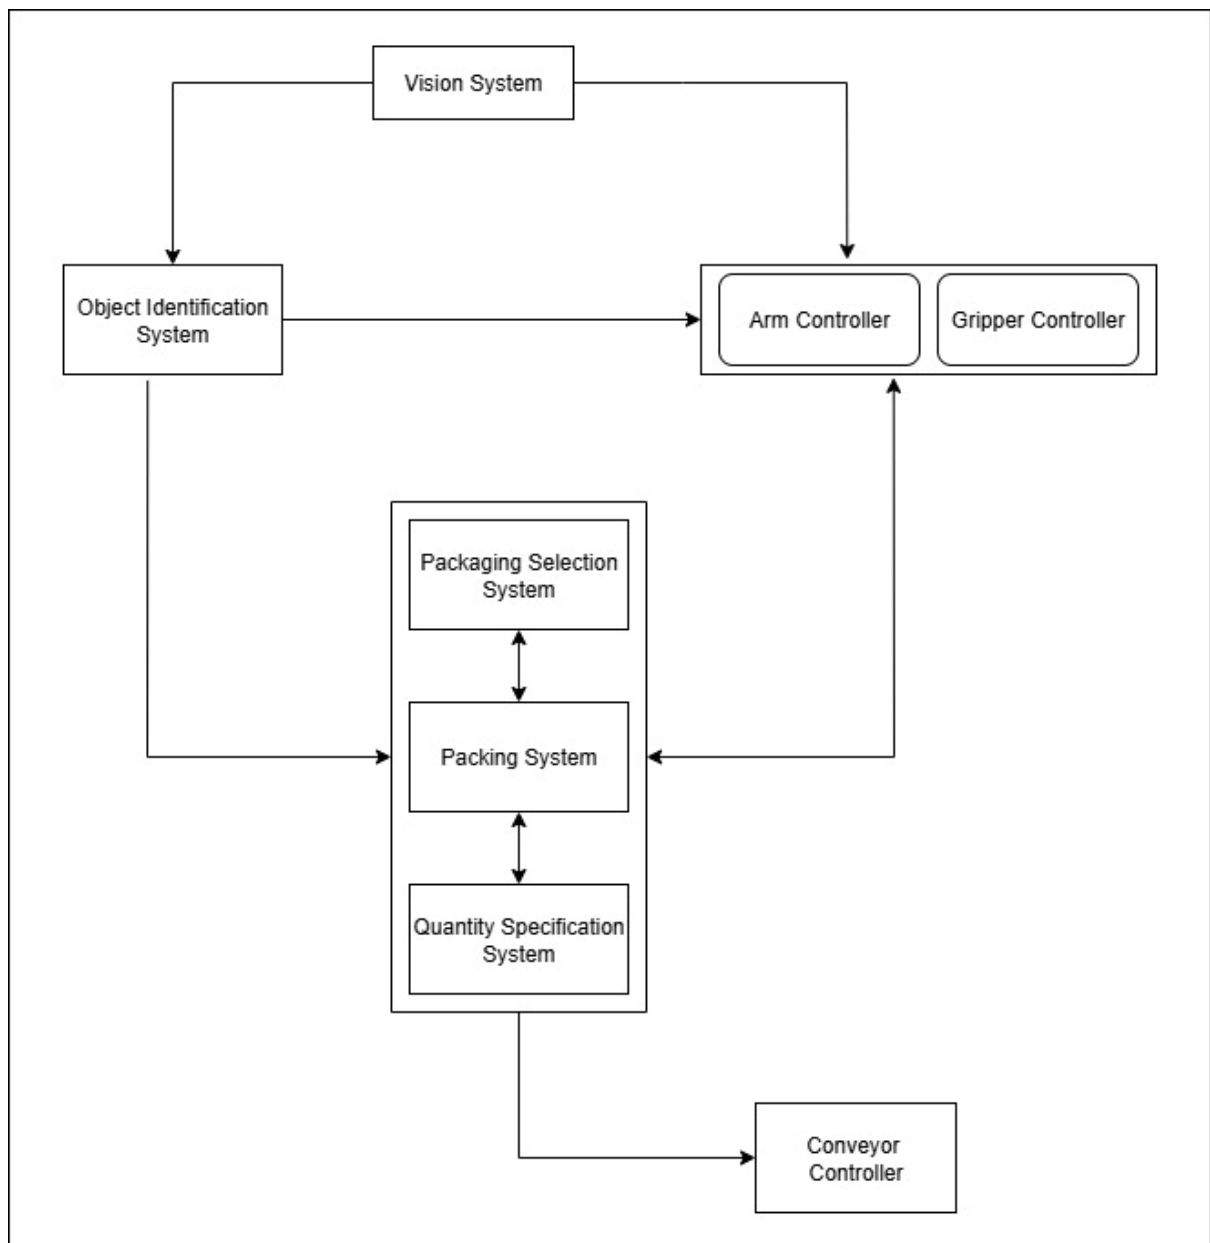 Vision System
Object Identification
System
Arm Controller
Gripper Controller
Packaging Selection
System
Packing System
Quantity Specification
System
Conveyor
Controller